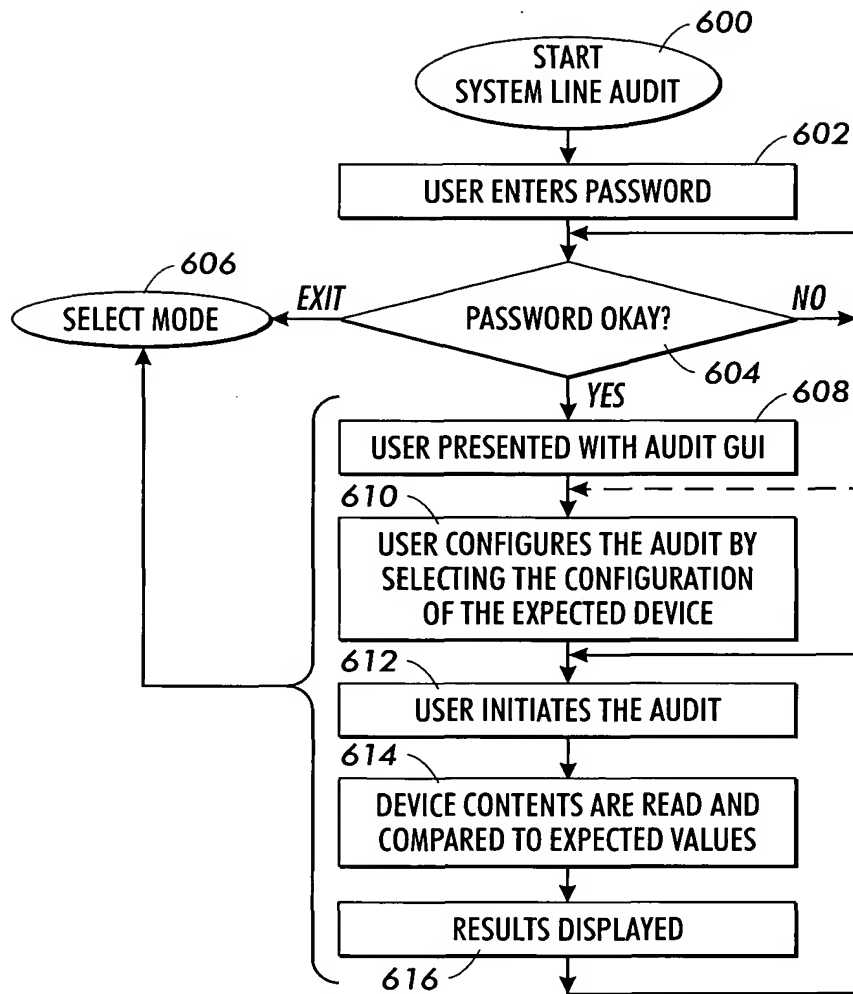 600
START
SYSTEM LINE AUDIT
602
USER ENTERS PASSWORD
606
SELECT MODE
EXIT
PASSWORD OKAY?
NO
604
YES
608
USER PRESENTED WITH AUDIT GUI
610
USER CONFIGURES THE AUDIT BY
SELECTING THE CONFIGURATION
OF THE EXPECTED DEVICE
612
USER INITIATES THE AUDIT
614
DEVICE CONTENTS ARE READ AND
COMPARED TO EXPECTED VALUES
RESULTS DISPLAYED
616